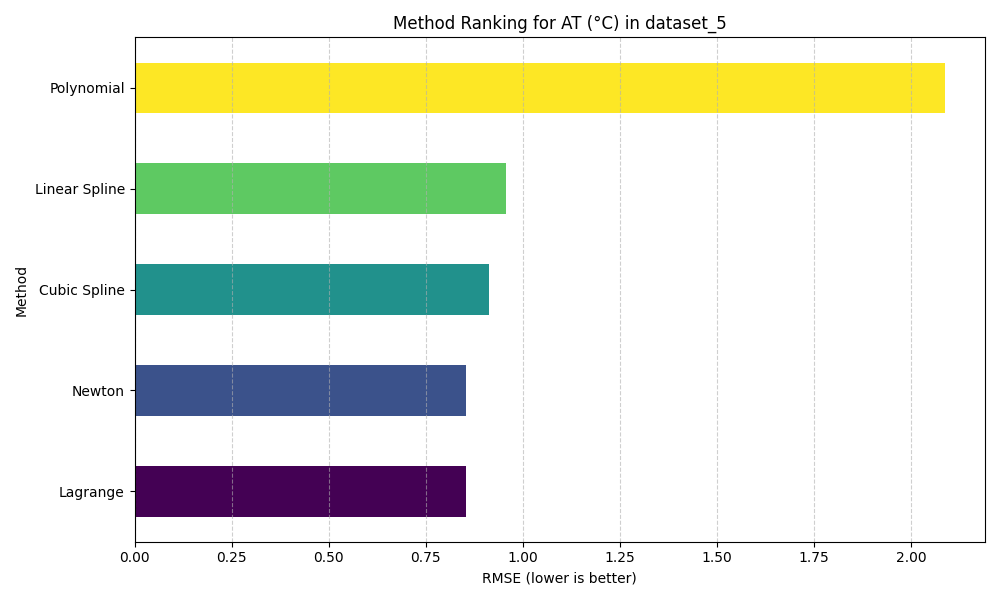 Method Ranking for AT (°C) in dataset_5
Polynomial
Linear Spline
Cubic Spline
Newton
Lagrange
Method
0.00 0.25 0.50 0.75 1.00 1.25 1.50 1.75 2.00
RMSE (lower is better)